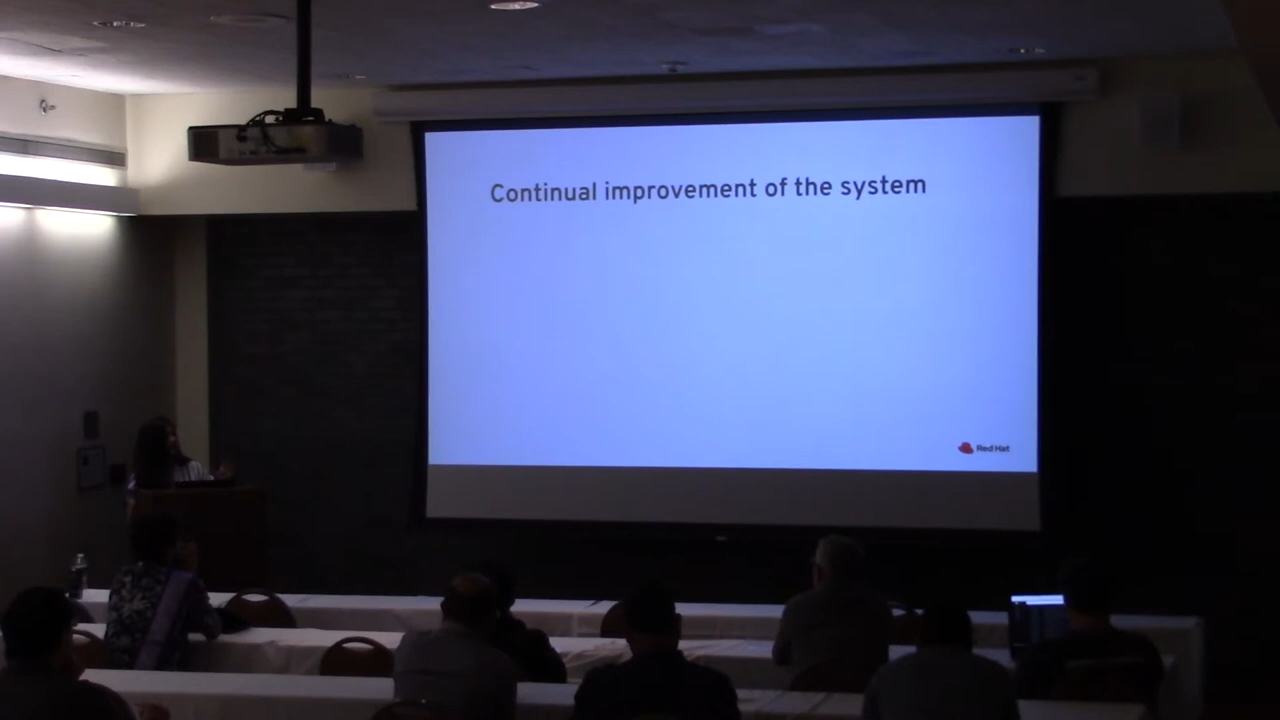 Continual improvement of the system
Red Hat